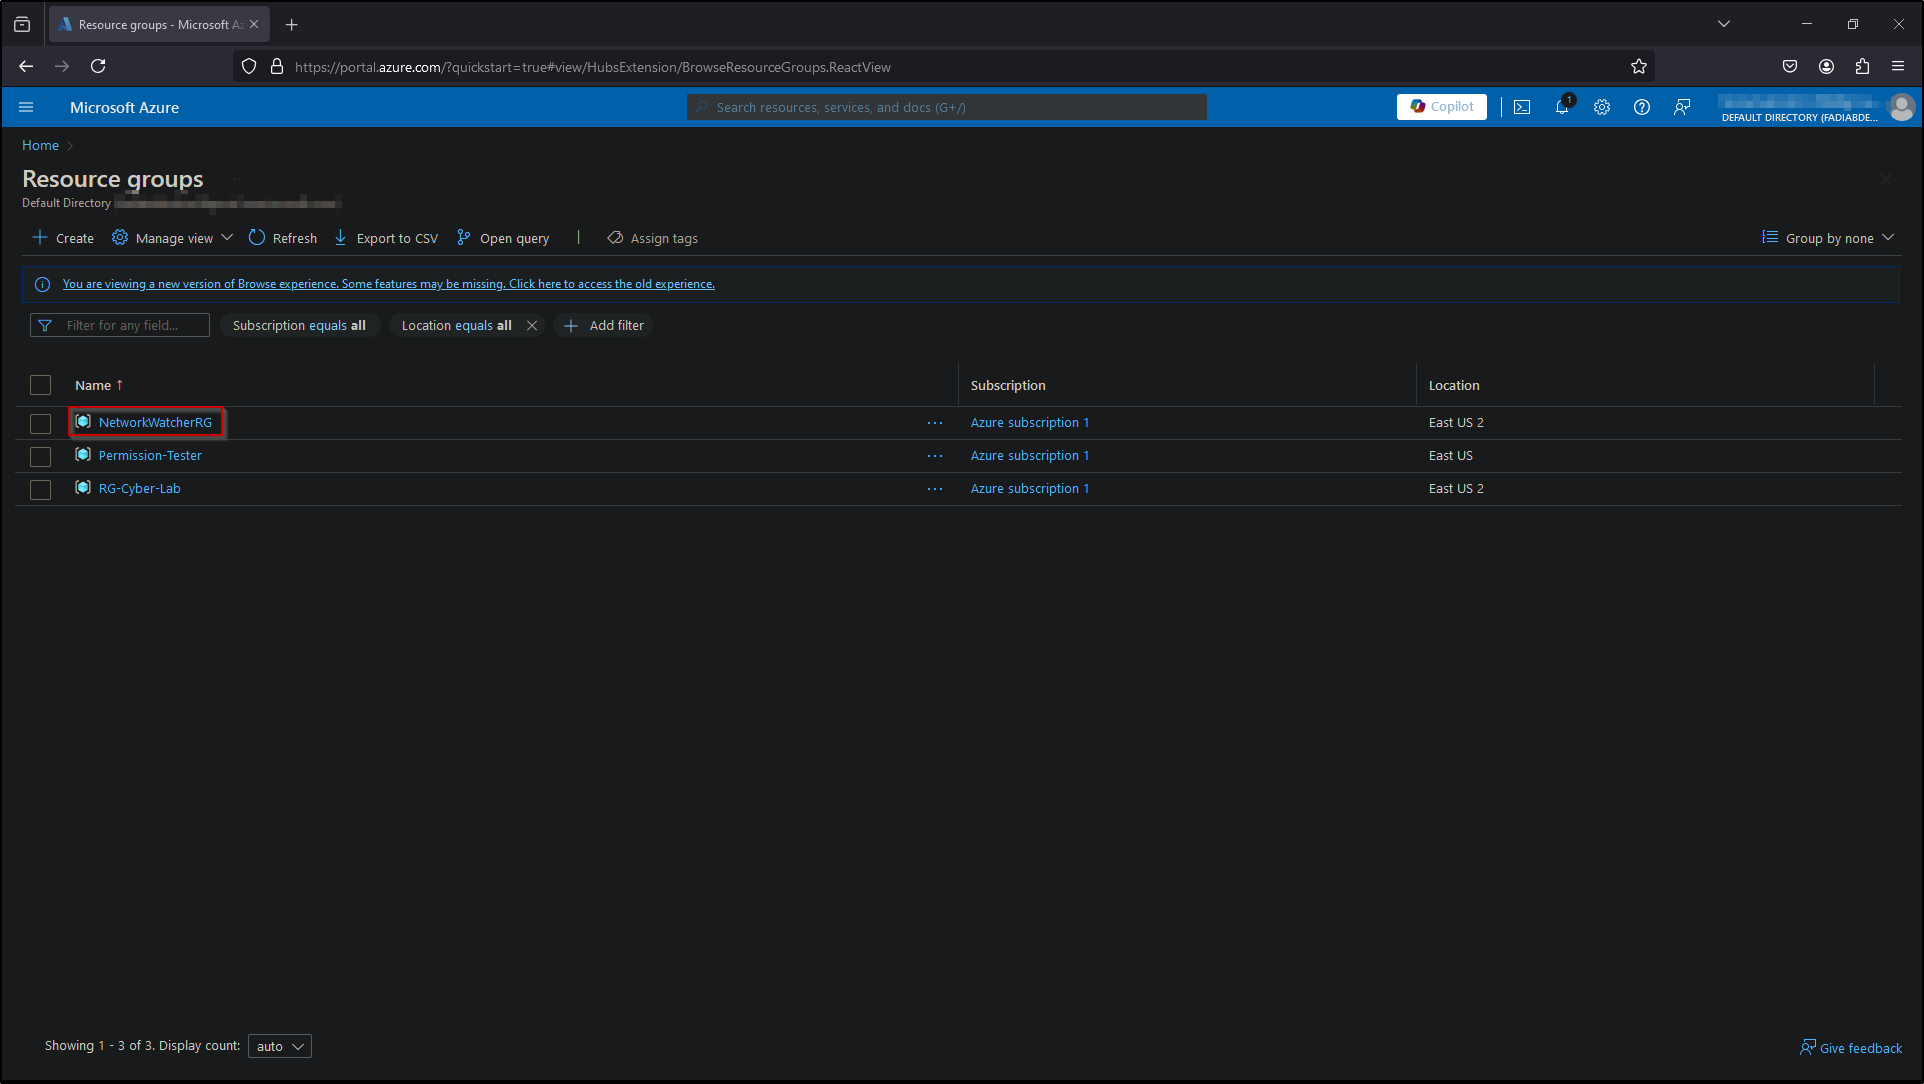 Resource groups - Microsoft Az
https://portal.azure.com/?quickstart=true#view/HubsExtension/BrowseResourceGroups.ReactView
Microsoft Azure
Search resources, services, and docs (G+/)
Copilot
1
DEFAULT DIRECTORY (FADIABDE...
Home
Resource groups ...
Default Directory
Create Manage view Refresh Export to CSV Open query | Assign tags Group by none
You are viewing a new version of Browse experience. Some features may be missing. Click here to access the old experience.
Filter for any field... Subscription equals all Location equals all Add filter
Name ↑ Subscription Location
NetworkWatcherRG ... Azure subscription 1 East US 2
Permission-Tester ... Azure subscription 1 East US
RG-Cyber-Lab ... Azure subscription 1 East US 2
Showing 1 - 3 of 3. Display count: auto
Give feedback